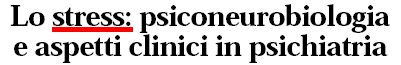 Lo stress: psiconeurobiologia
e aspetti clinici in psichiatria